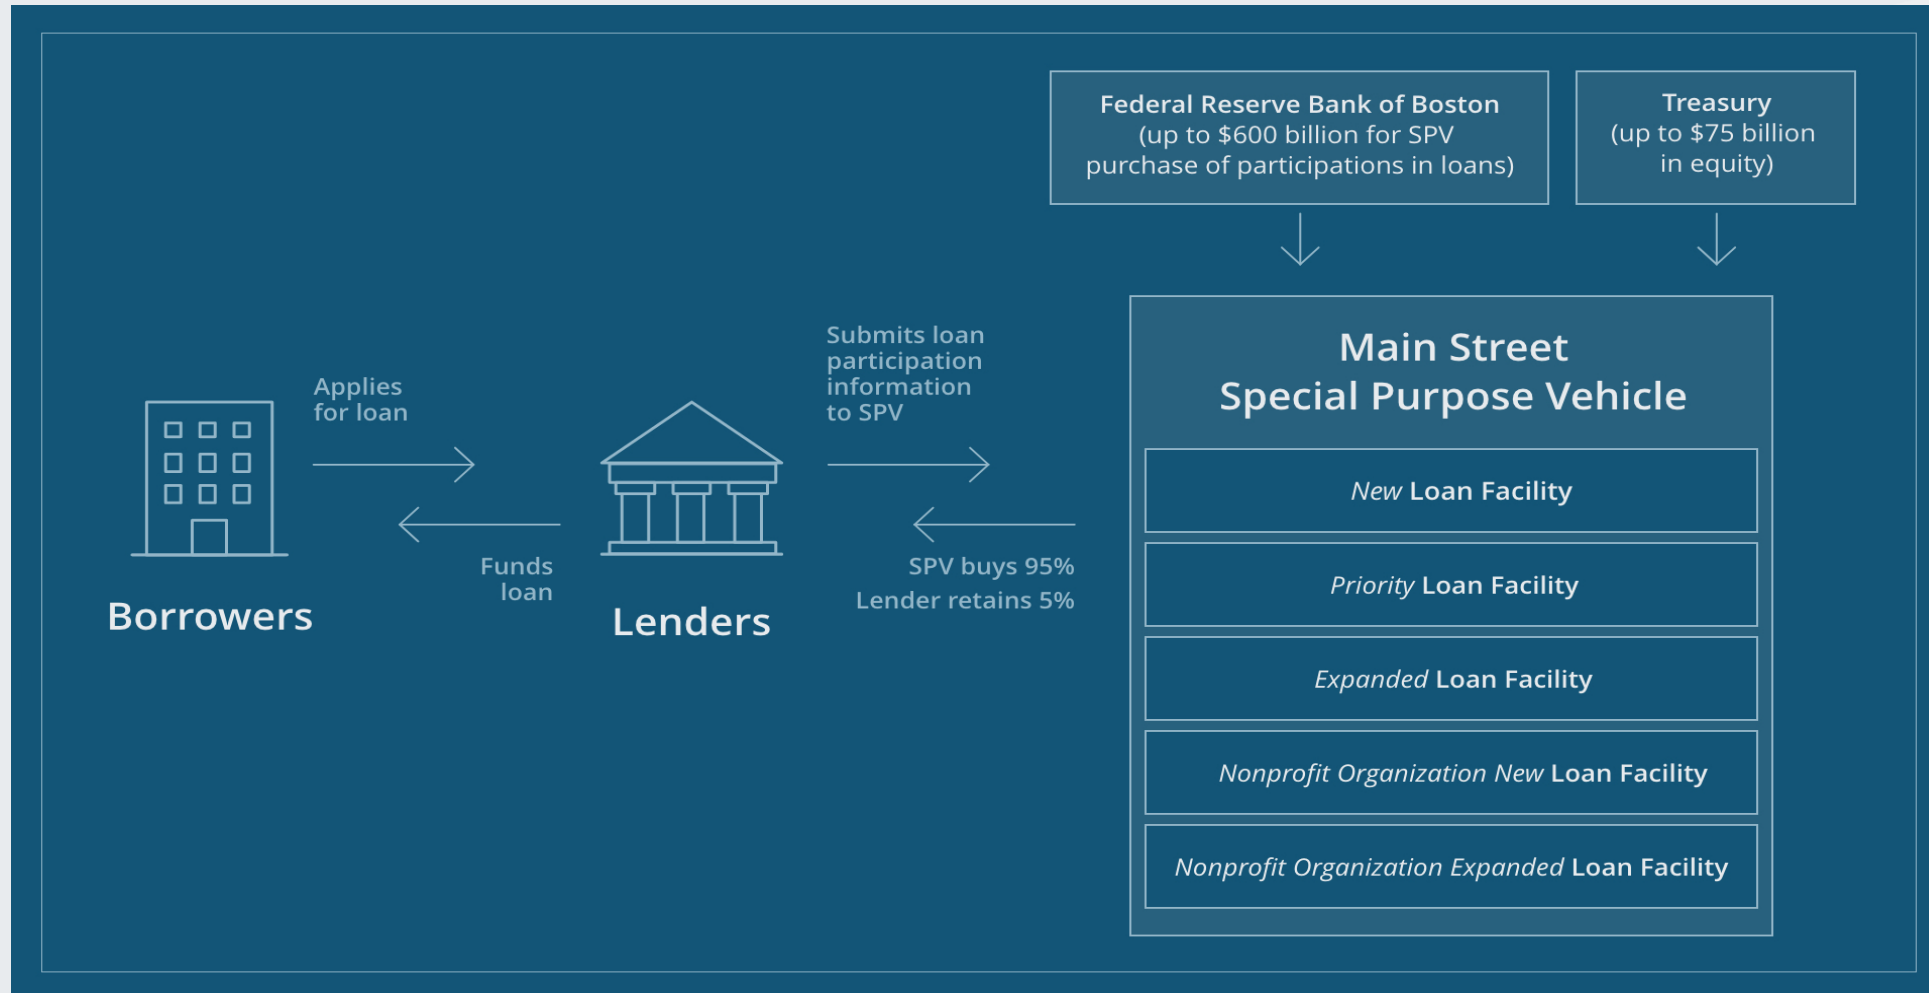 Federal Reserve Bank of Boston
(up to $600 billion for SPV
purchase of participations in loans)
Treasury
(up to $75 billion
in equity)
Applies
for loan
Funds
loan
Borrowers
Submits loan
participation
information
to SPV
SPV buys 95%
Lender retains 5%
Lenders
Main Street
Special Purpose Vehicle
New Loan Facility
Priority Loan Facility
Expanded Loan Facility
Nonprofit Organization New Loan Facility
Nonprofit Organization Expanded Loan Facility